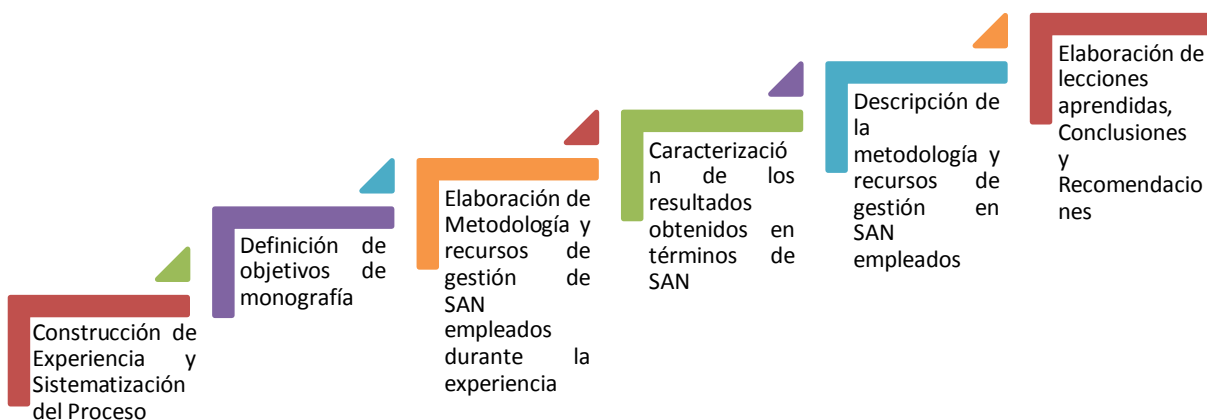 Construcción de
Experiencia y
Sistematización
del Proceso
Definición de
objetivos de
monografía
Elaboración de
Metodología y
recursos de
gestión de
SAN
empleados
durante la
experiencia
Caracterizació
n de los
resultados
obtenidos en
términos de
SAN
Descripción de
la
metodología y
recursos de
gestión en
SAN
empleados
Elaboración de
lecciones
aprendidas,
Conclusiones
y
Recomendacio
nes